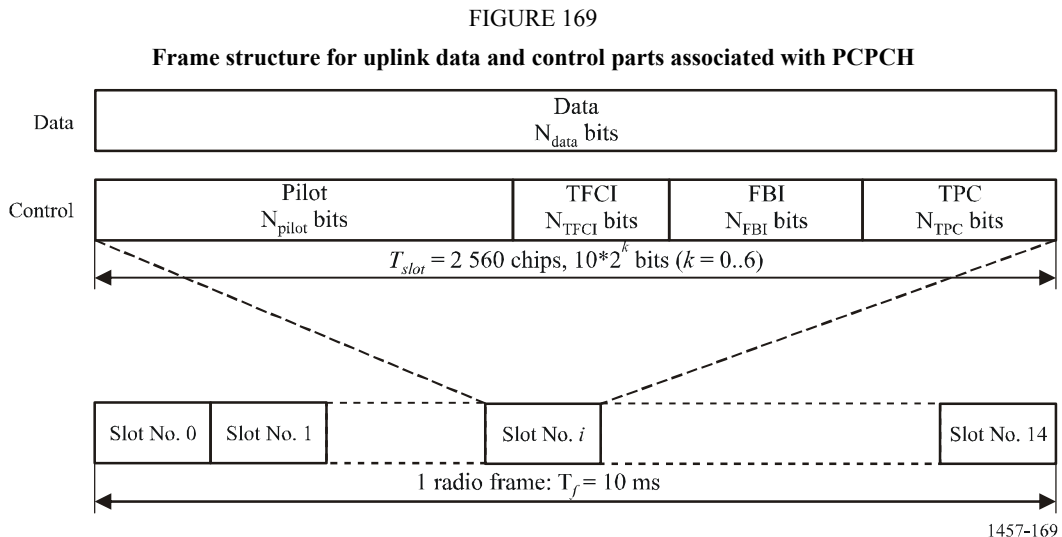 FIGURE 169
Frame structure for uplink data and control parts associated with PCPCH
Data
Data
N_data bits
Control
Pilot
N_pilot bits
TFCI
N_TFCI bits
FBI
N_FBI bits
TPC
N_TPC bits
T_slot = 2 560 chips, 10*2^k bits (k = 0..6)
Slot No. 0
Slot No. 1
Slot No. i
Slot No. 14
1 radio frame: T_f = 10 ms
1457-169